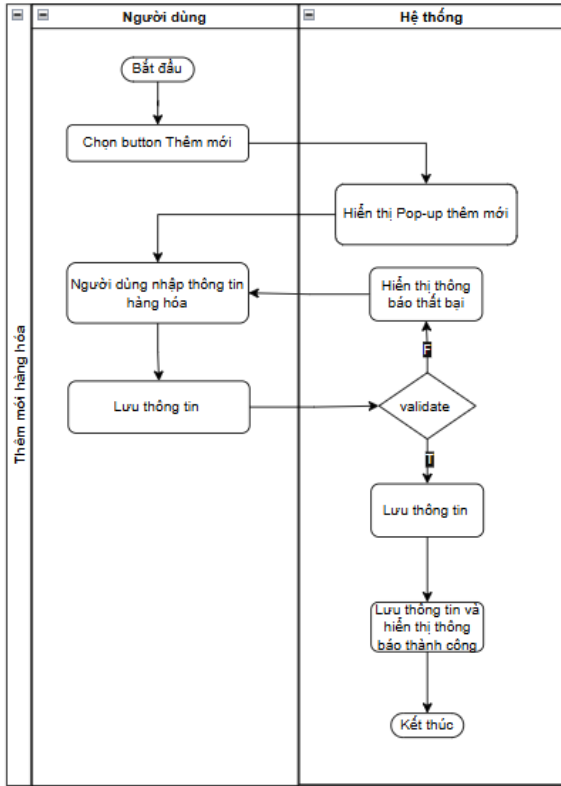 Người dùng
Hệ thống
Thêm mới hàng hóa
Bắt đầu
Chọn button Thêm mới
Hiển thị Pop-up thêm mới
Người dùng nhập thông tin
hàng hóa
Hiển thị thông
báo thất bại
F
Lưu thông tin
validate
T
Lưu thông tin
Lưu thông tin và
hiển thị thông
báo thành công
Kết thúc